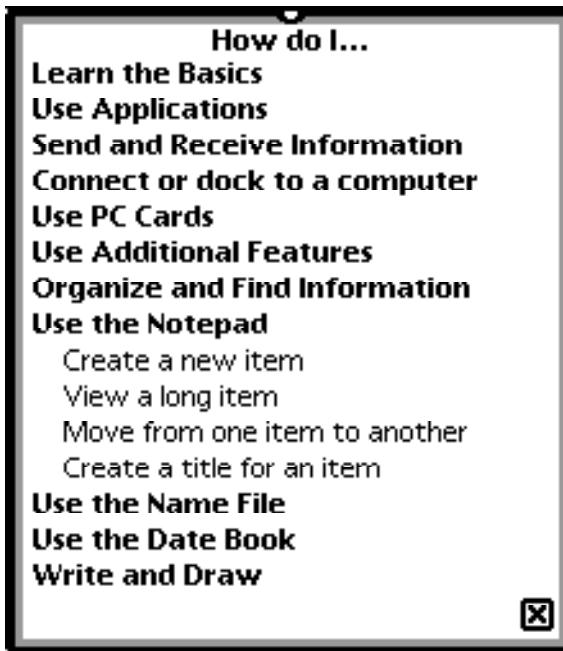 How do I...
Learn the Basics
Use Applications
Send and Receive Information
Connect or dock to a computer
Use PC Cards
Use Additional Features
Organize and Find Information
Use the Notepad
Create a new item
View a long item
Move from one item to another
Create a title for an item
Use the Name File
Use the Date Book
Write and Draw